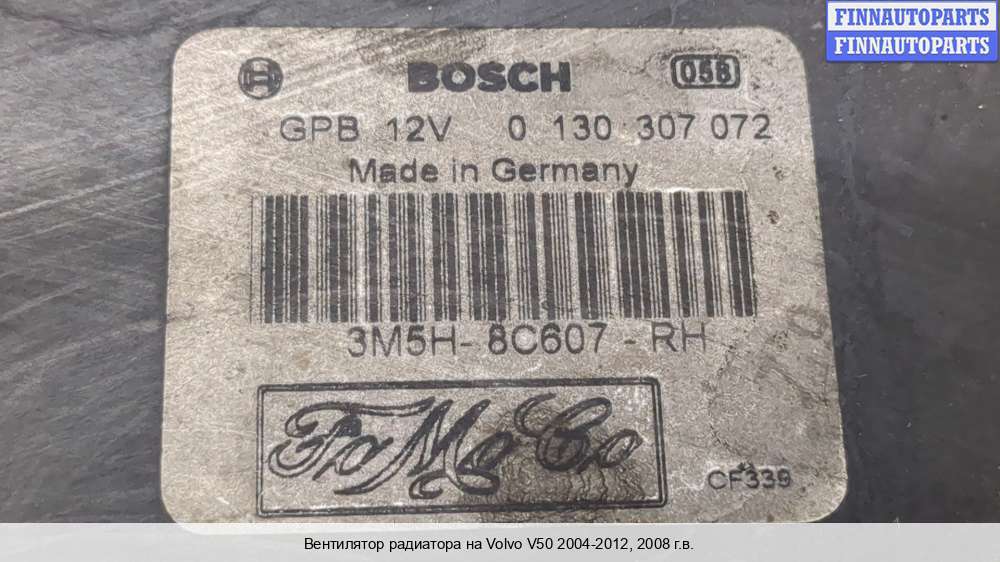 FINNAUTOPARTS
FINNAUTOPARTS
BOSCH 058
GPB 12V 0 130 307 072
Made in Germany
3M5H-8C607-RH
FoMoCo
CF339
Вентилятор радиатора на Volvo V50 2004-2012, 2008 г.в.